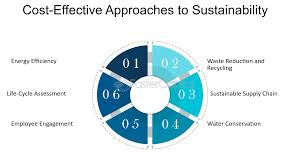 Cost-Effective Approaches to Sustainability
Energy Efficiency
01
02
Waste Reduction and
Recycling
Life-Cycle Assessment
06
03
Sustainable Supply Chain
Employee Engagement
05
04
Water Conservation